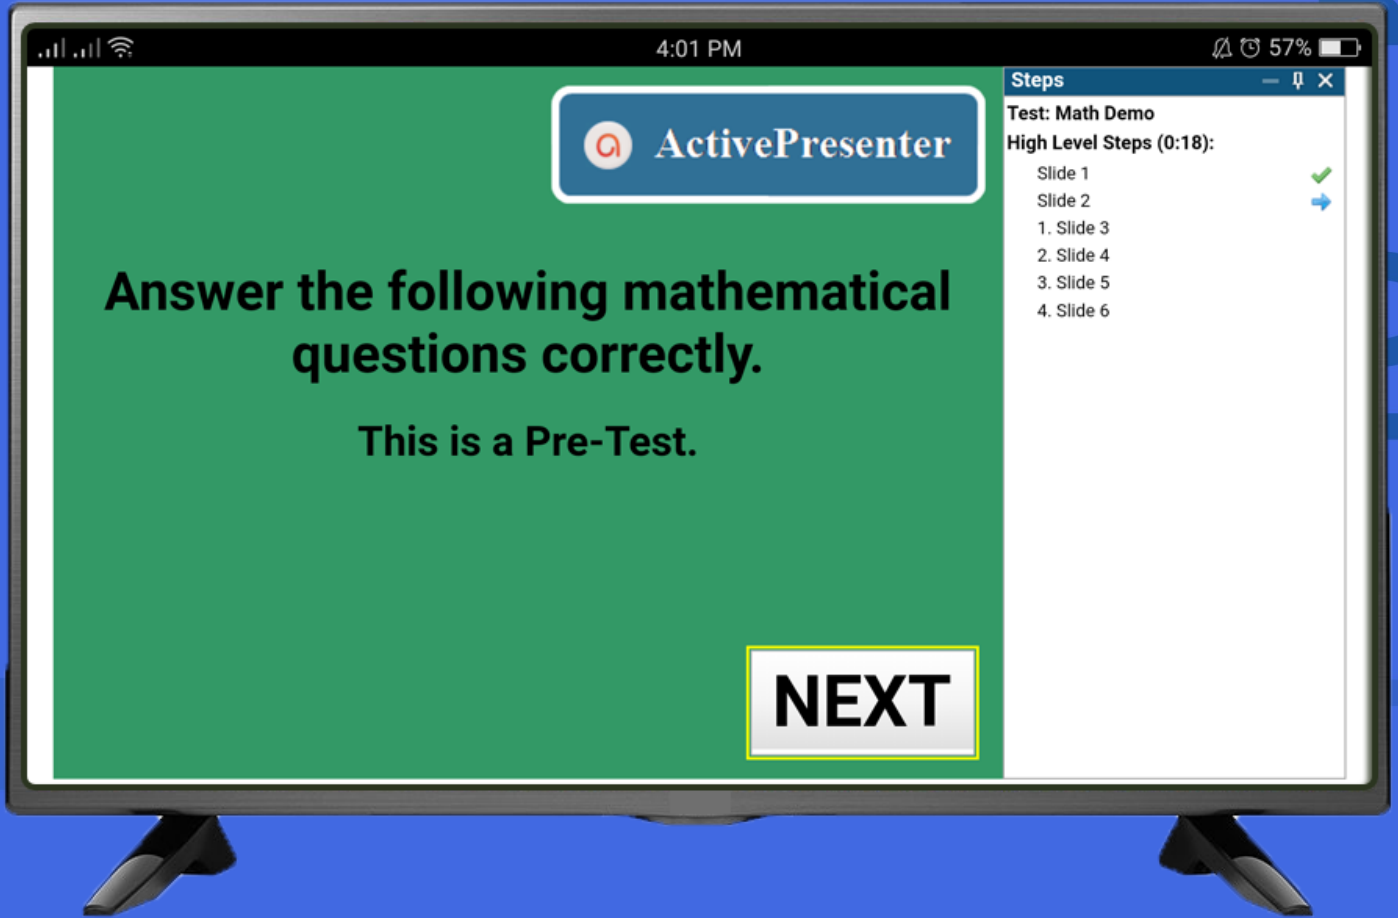 4:01 PM
57%
ActivePresenter
Answer the following mathematical
questions correctly.
This is a Pre-Test.
NEXT
Steps
Test: Math Demo
High Level Steps (0:18):
Slide 1
Slide 2
1. Slide 3
2. Slide 4
3. Slide 5
4. Slide 6